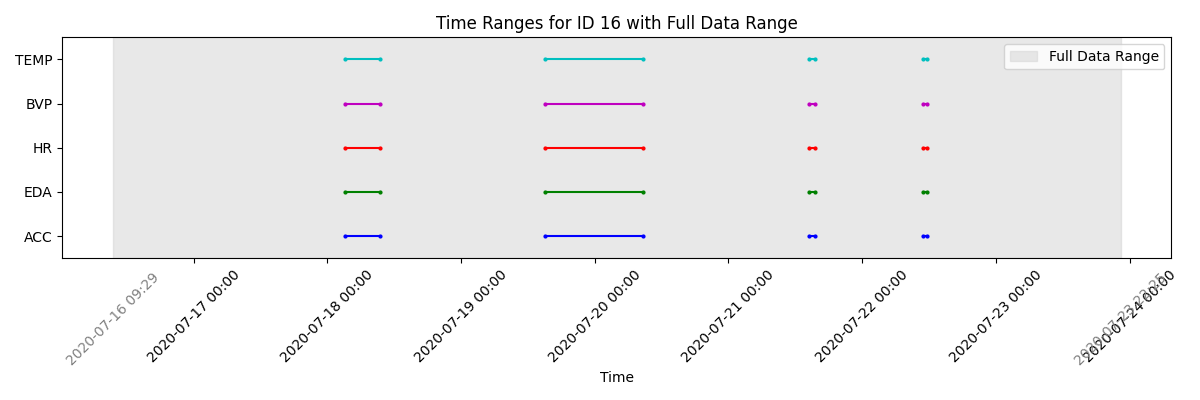 Time Ranges for ID 16 with Full Data Range
Full Data Range
TEMP
BVP
HR
EDA
ACC
2020-07-16 09:29
2020-07-17 00:00
2020-07-18 00:00
2020-07-19 00:00
2020-07-20 00:00
2020-07-21 00:00
2020-07-22 00:00
2020-07-23 00:00
2020-07-24 00:00
Time